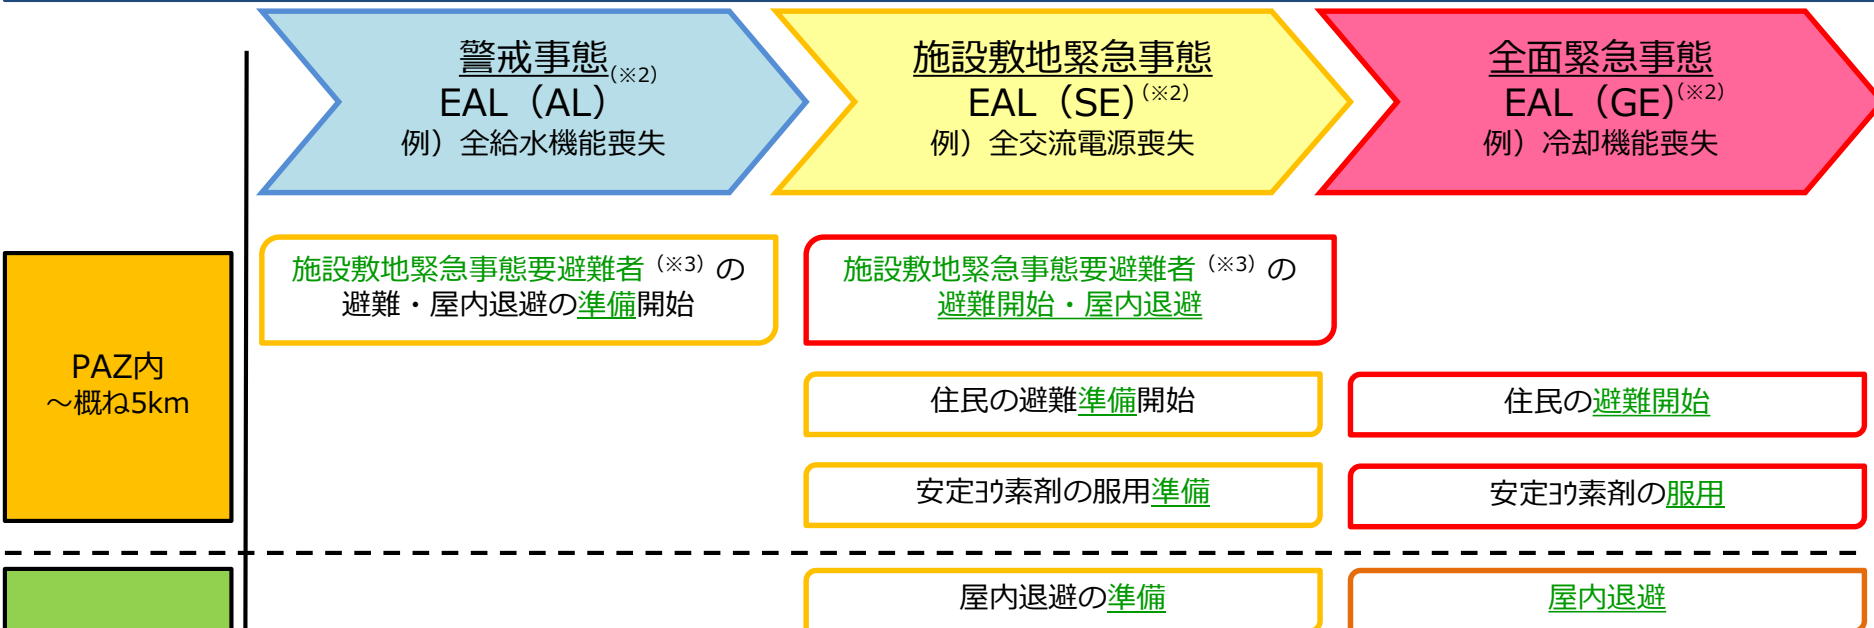 警戒事態(※2)
EAL（AL）
例）全給水機能喪失
施設敷地緊急事態
EAL（SE）(※2)
例）全交流電源喪失
全面緊急事態
EAL（GE）(※2)
例）冷却機能喪失
PAZ内
～概ね5km
施設敷地緊急事態要避難者（※3）の
避難・屋内退避の準備開始
施設敷地緊急事態要避難者（※3）の
避難開始・屋内退避
住民の避難準備開始
住民の避難開始
安定ﾖｳ素剤の服用準備
安定ﾖｳ素剤の服用
屋内退避の準備
屋内退避